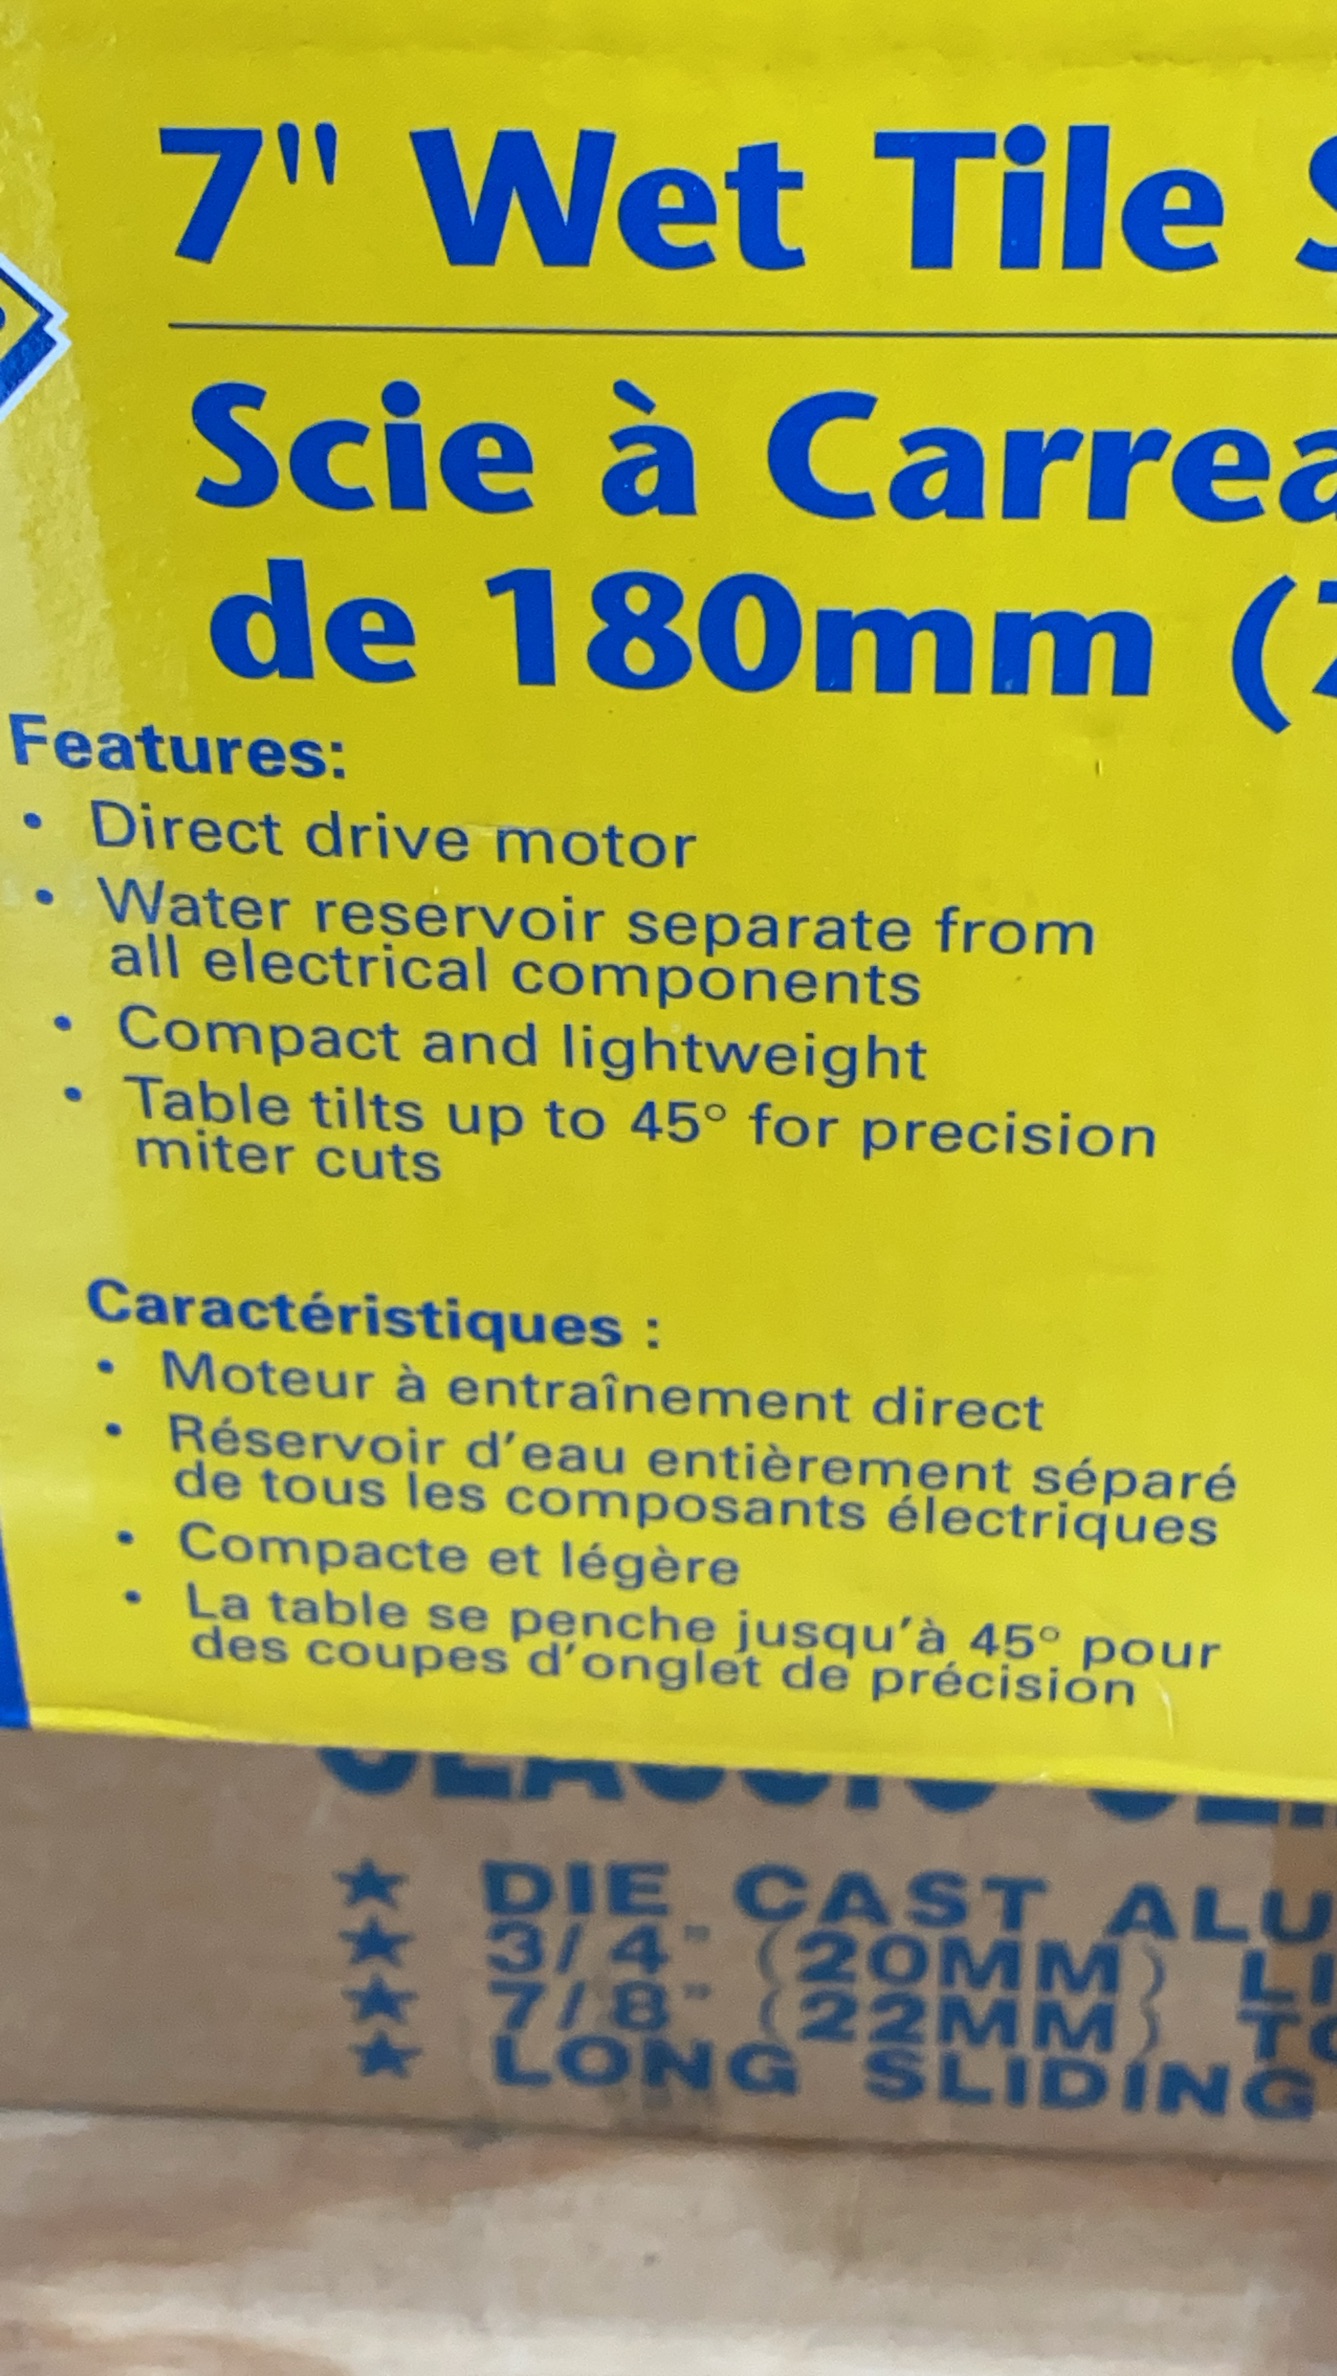 7" Wet Tile
Scie à
de 180mm (7
Features:
• Direct drive motor
• Water reservoir separate from
all electrical components
• Compact and lightweight
• Table tilts up to 45° for precision
miter cuts
Caractéristiques :
• Moteur à entraînement direct
• Réservoir d'eau entièrement séparé
de tous les composants électriques
• Compacte et légère
• La table se penche jusqu'à 45° pour
des coupes d'onglet de précision
★ DIE CAST
★ 3/4" (20MM)
★ 7/8" (22MM)
★ LONG SLIDING